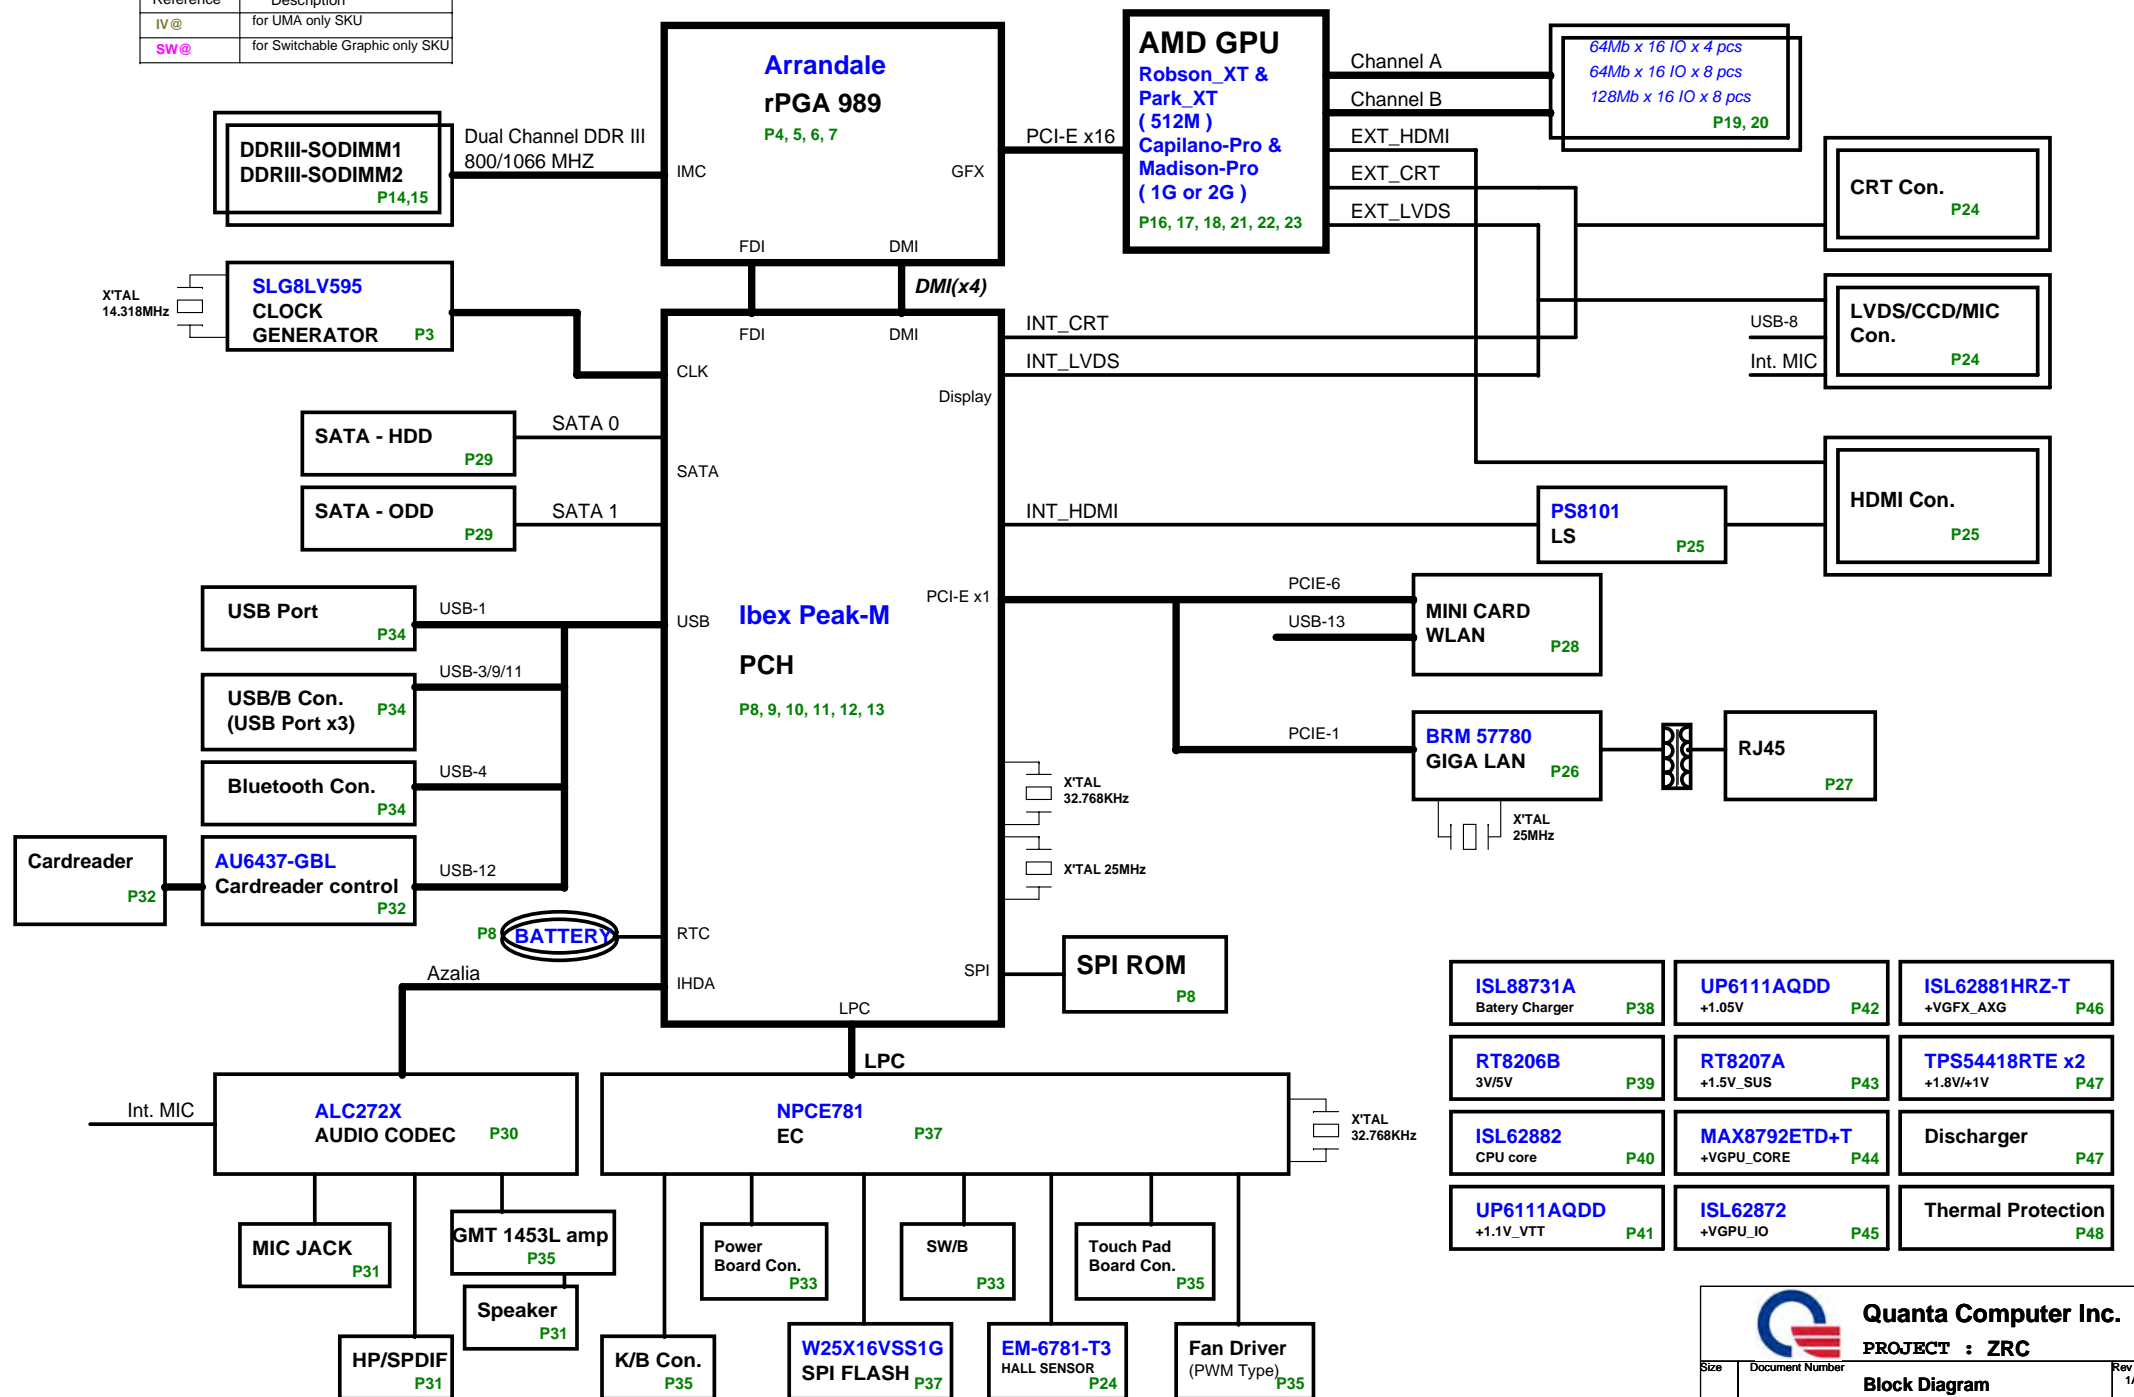 Reference Description
IV@ for UMA only SKU
SW@ for Switchable Graphic only SKU
Arrandale
rPGA 989
P4, 5, 6, 7
IMC
GFX
FDI
DMI
DDRIII-SODIMM1
DDRIII-SODIMM2
P14,15
Dual Channel DDR III
800/1066 MHZ
PCI-E x16
AMD GPU
Robson_XT &
Park_XT
( 512M )
Capilano-Pro &
Madison-Pro
( 1G or 2G )
P16, 17, 18, 21, 22, 23
Channel A
Channel B
EXT_HDMI
EXT_CRT
EXT_LVDS
64Mb x 16 IO x 4 pcs
64Mb x 16 IO x 8 pcs
128Mb x 16 IO x 8 pcs
P19, 20
CRT Con.
P24
X'TAL
14.318MHz
SLG8LV595
CLOCK
GENERATOR
P3
DMI(x4)
FDI
DMI
CLK
Display
SATA
USB
PCI-E x1
Ibex Peak-M
PCH
P8, 9, 10, 11, 12, 13
RTC
IHDA
SPI
LPC
INT_CRT
INT_LVDS
USB-8
Int. MIC
LVDS/CCD/MIC
Con.
P24
SATA - HDD
P29
SATA 0
SATA - ODD
P29
SATA 1
INT_HDMI
PS8101
LS
P25
HDMI Con.
P25
USB Port
P34
USB-1
USB/B Con.
(USB Port x3)
P34
USB-3/9/11
Bluetooth Con.
P34
USB-4
Cardreader
P32
AU6437-GBL
Cardreader control
P32
USB-12
PCIE-6
USB-13
MINI CARD
WLAN
P28
PCIE-1
BRM 57780
GIGA LAN
P26
RJ45
P27
X'TAL
32.768KHz
X'TAL 25MHz
X'TAL
25MHz
P8
BATTERY
Azalia
SPI ROM
P8
LPC
Int. MIC
ALC272X
AUDIO CODEC
P30
NPCE781
EC
P37
X'TAL
32.768KHz
MIC JACK
P31
GMT 1453L amp
P35
Speaker
P31
HP/SPDIF
P31
K/B Con.
P35
Power
Board Con.
P33
W25X16VSS1G
SPI FLASH
P37
SW/B
P33
EM-6781-T3
HALL SENSOR
P24
Touch Pad
Board Con.
P35
Fan Driver
(PWM Type)
P35
ISL88731A
Batery Charger
P38
UP6111AQDD
+1.05V
P42
ISL62881HRZ-T
+VGFX_AXG
P46
RT8206B
3V/5V
P39
RT8207A
+1.5V_SUS
P43
TPS54418RTE x2
+1.8V/+1V
P47
ISL62882
CPU core
P40
MAX8792ETD+T
+VGPU_CORE
P44
Discharger
P47
UP6111AQDD
+1.1V_VTT
P41
ISL62872
+VGPU_IO
P45
Thermal Protection
P48
Quanta Computer Inc.
PROJECT : ZRC
Size
Document Number
Rev
Block Diagram